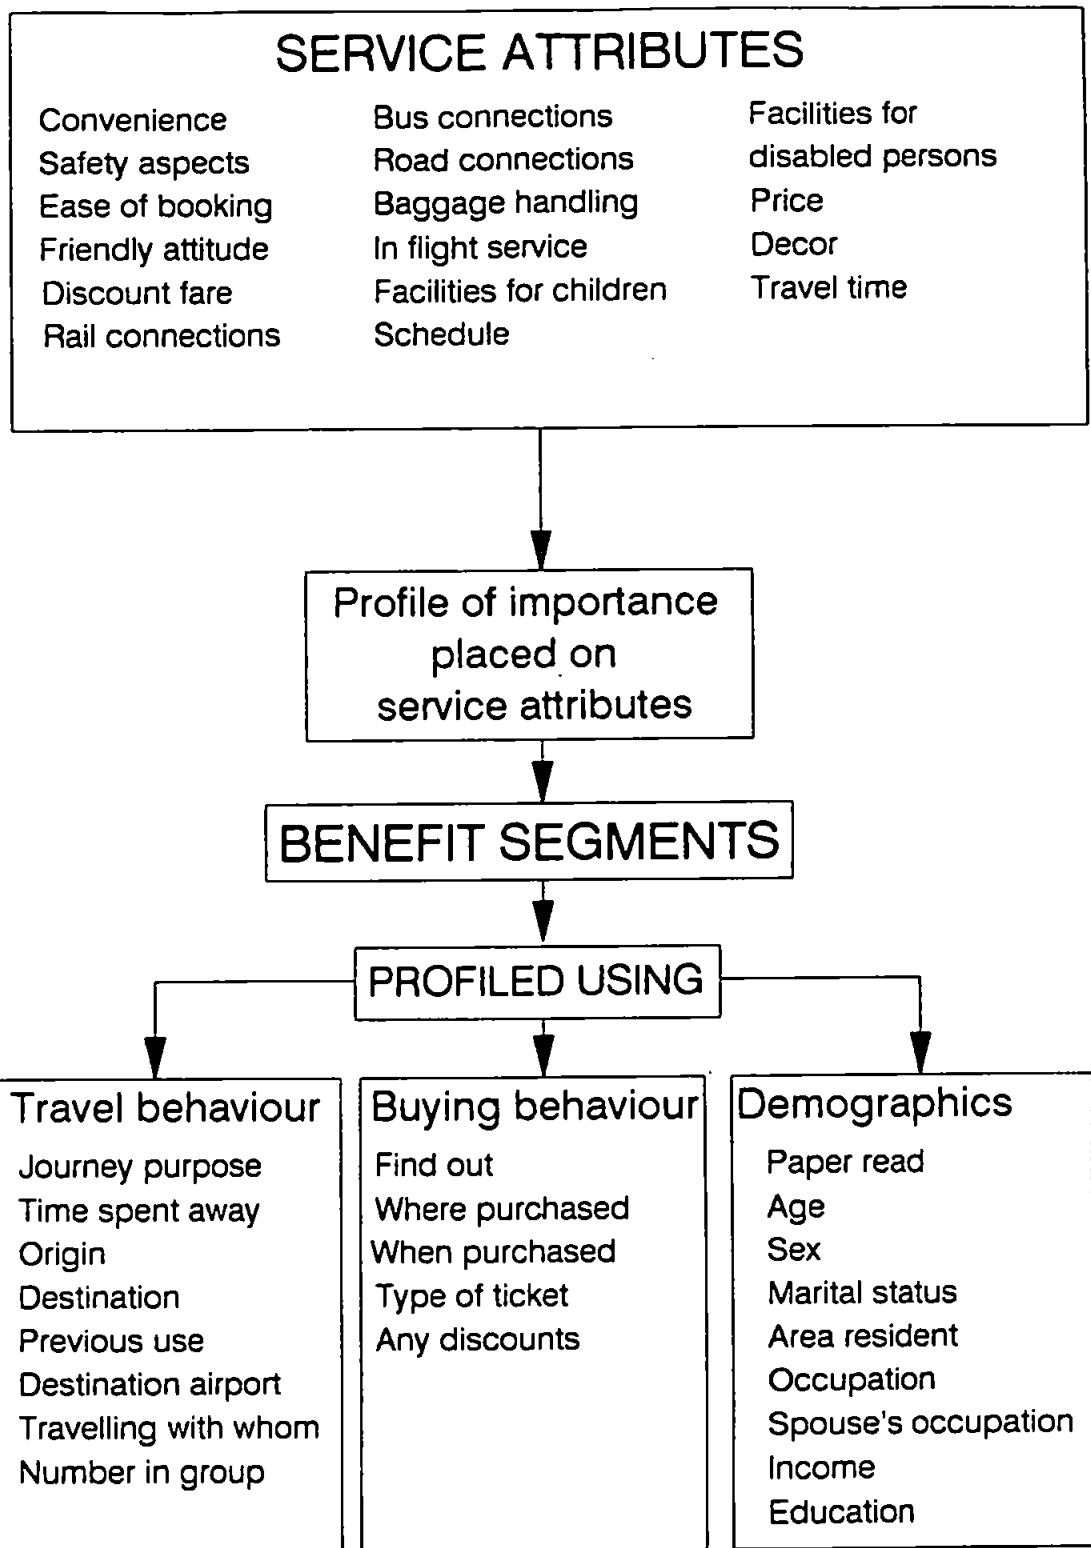 SERVICE ATTRIBUTES
Convenience
Safety aspects
Ease of booking
Friendly attitude
Discount fare
Rail connections
Bus connections
Road connections
Baggage handling
In flight service
Facilities for children
Schedule
Facilities for
disabled persons
Price
Decor
Travel time
Profile of importance
placed on
service attributes
BENEFIT SEGMENTS
PROFILED USING
Travel behaviour
Journey purpose
Time spent away
Origin
Destination
Previous use
Destination airport
Travelling with whom
Number in group
Buying behaviour
Find out
Where purchased
When purchased
Type of ticket
Any discounts
Demographics
Paper read
Age
Sex
Marital status
Area resident
Occupation
Spouse's occupation
Income
Education